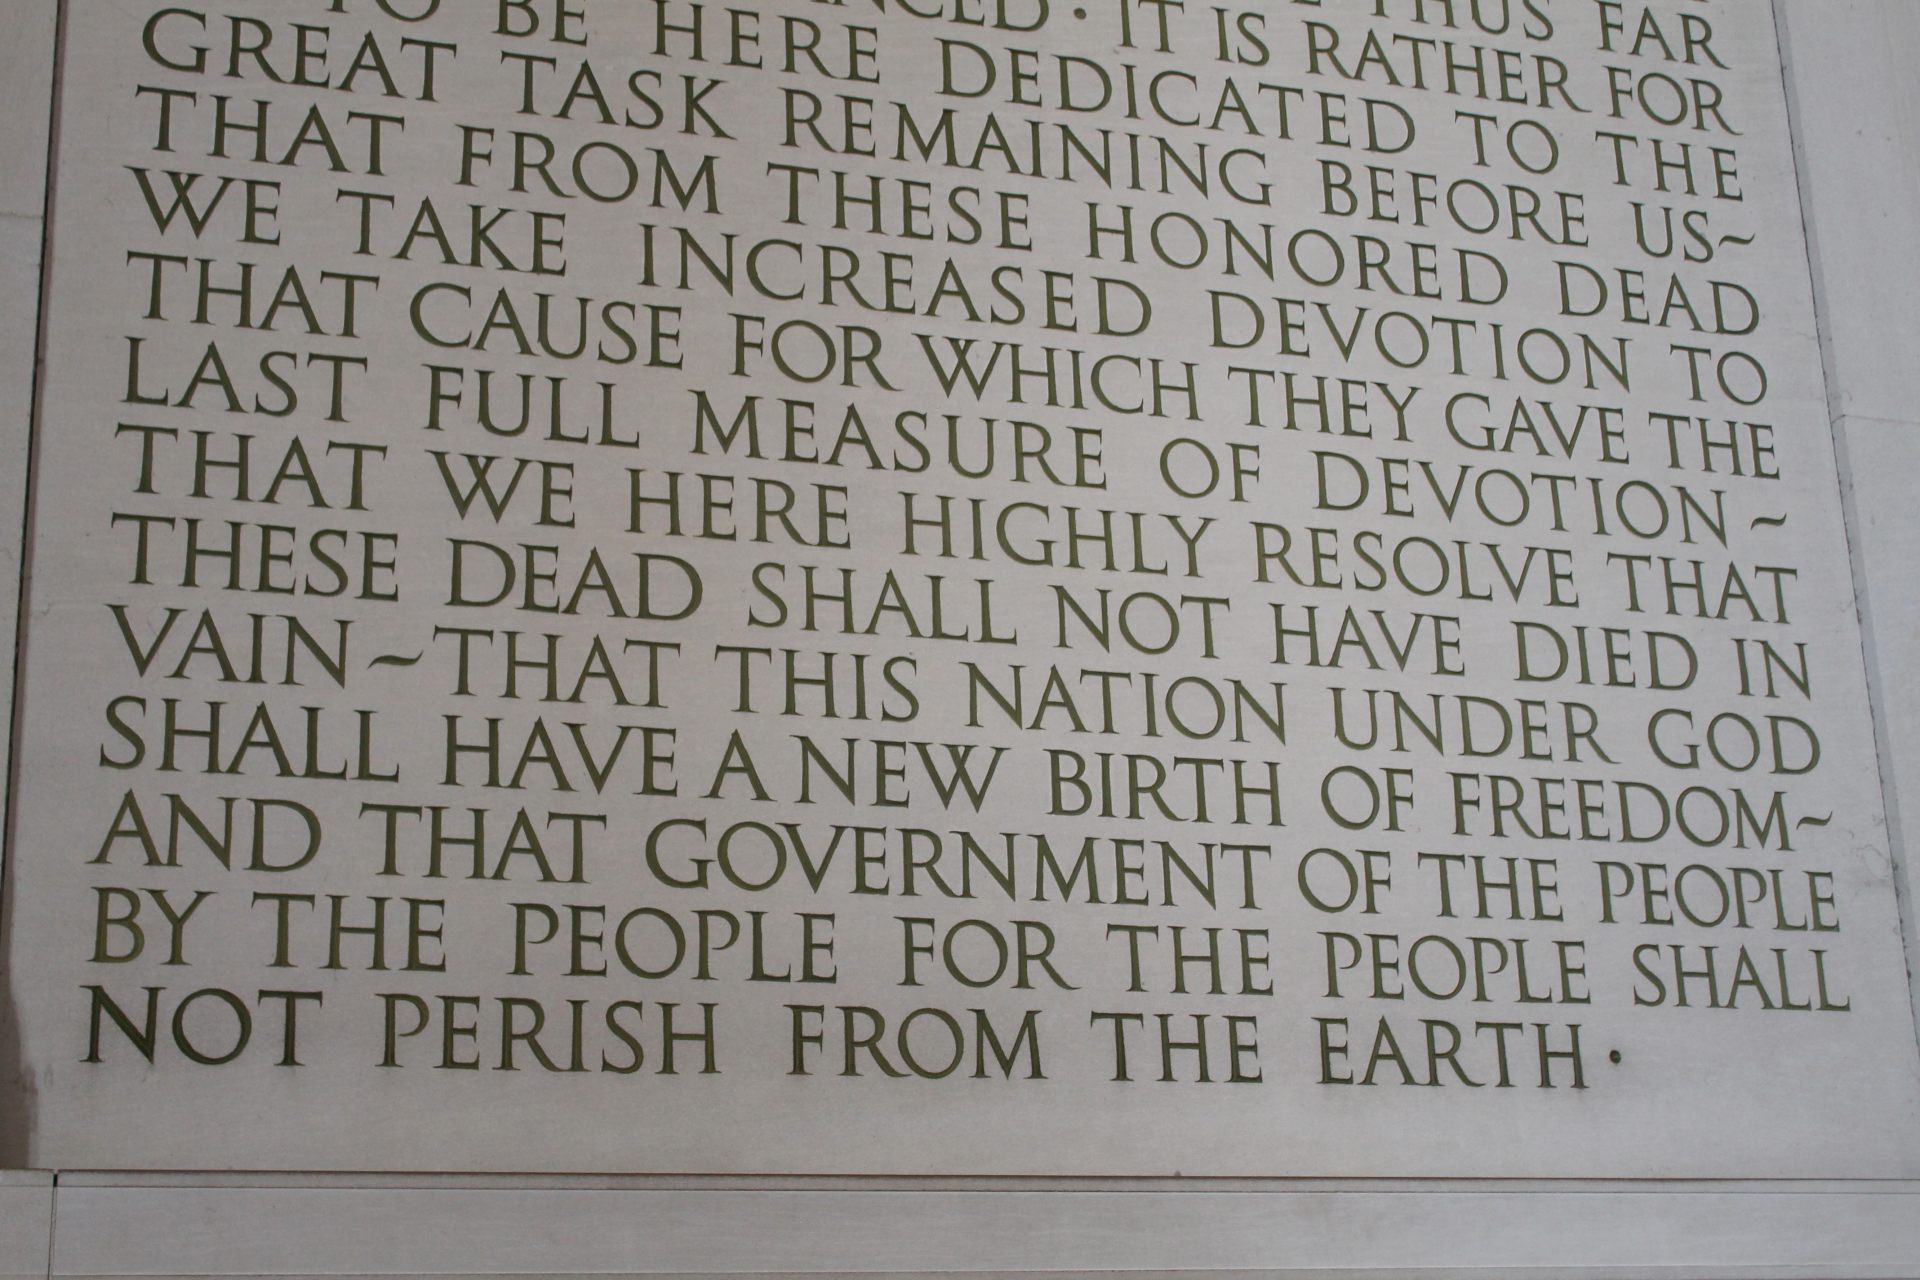 THUS FAR
IT IS RATHER FOR
TO BE HERE DEDICATED TO THE
GREAT TASK REMAINING BEFORE US~
THAT FROM THESE HONORED DEAD
WE TAKE INCREASED DEVOTION TO
THAT CAUSE FOR WHICH THEY GAVE THE
LAST FULL MEASURE OF DEVOTION~
THAT WE HERE HIGHLY RESOLVE THAT
THESE DEAD SHALL NOT HAVE DIED IN
VAIN~THAT THIS NATION UNDER GOD
SHALL HAVE A NEW BIRTH OF FREEDOM~
AND THAT GOVERNMENT OF THE PEOPLE
BY THE PEOPLE FOR THE PEOPLE SHALL
NOT PERISH FROM THE EARTH·